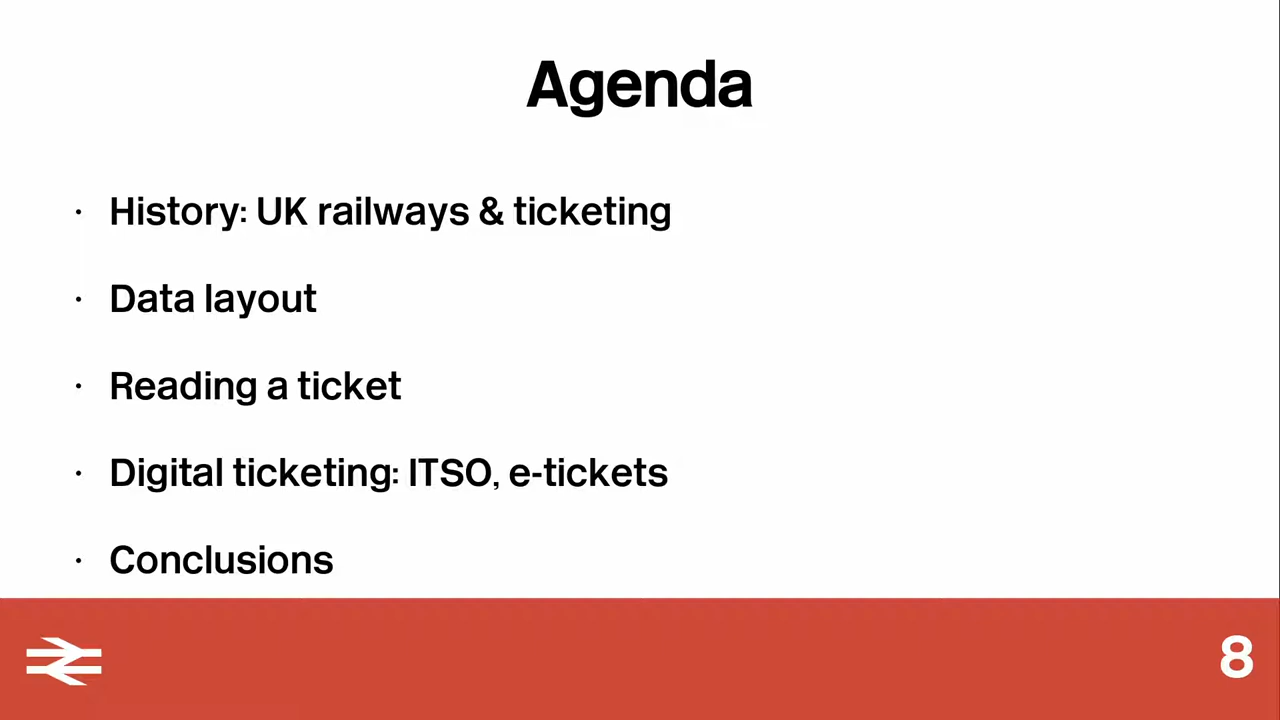 Agenda
· History: UK railways & ticketing
· Data layout
· Reading a ticket
· Digital ticketing: ITSO, e-tickets
· Conclusions
8